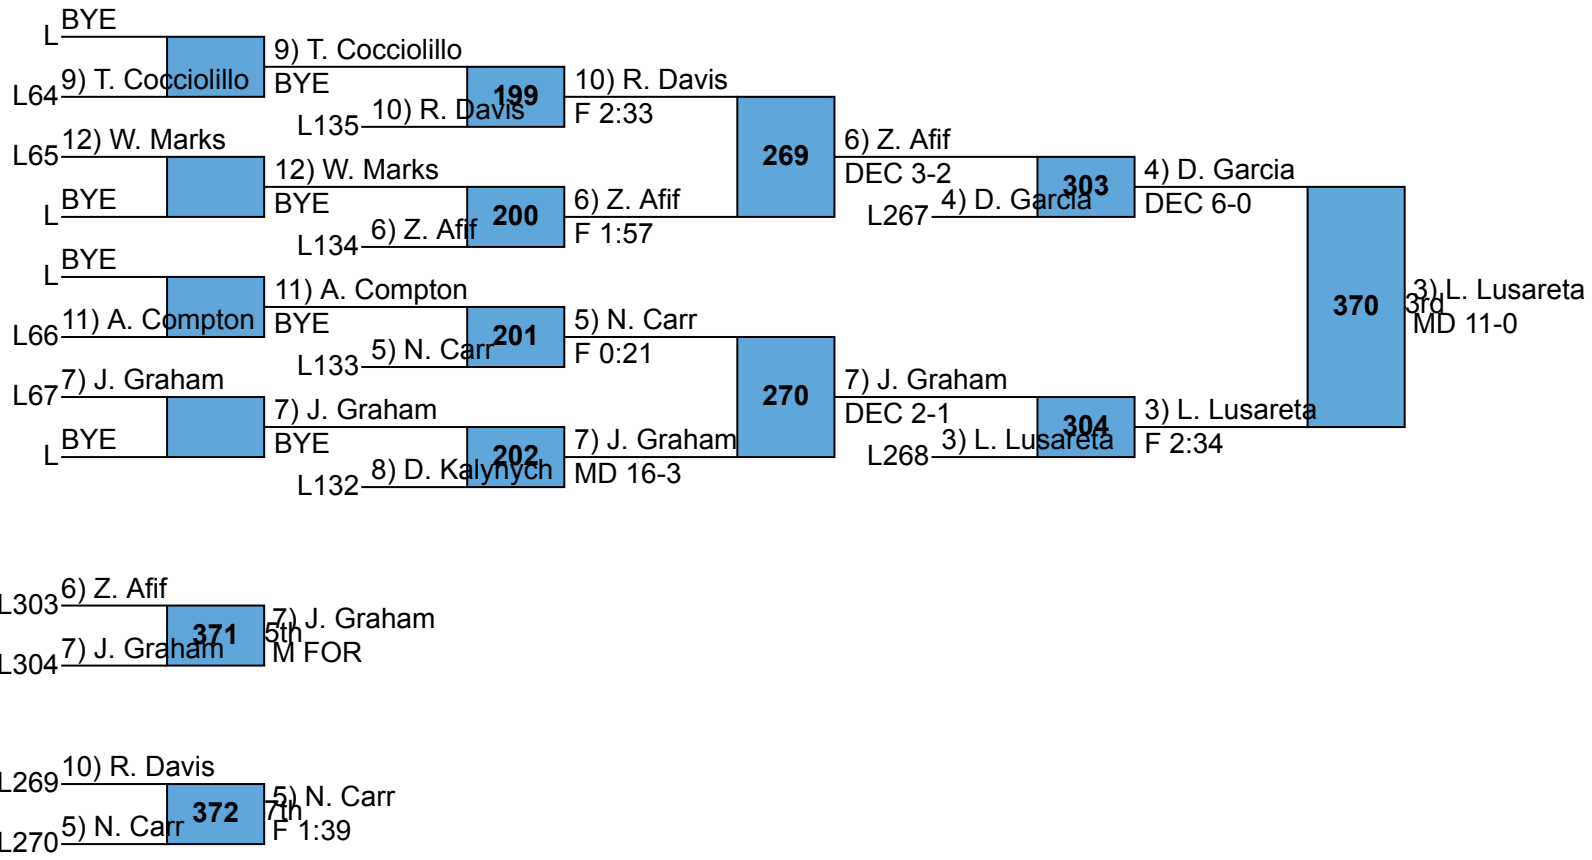 BYE
L
9) T. Cocciolillo
L64
9) T. Cocciolillo
BYE
199
10) R. Davis
L135
10) R. Davis
F 2:33
12) W. Marks
L65
BYE
L
12) W. Marks
BYE
200
6) Z. Afif
L134
6) Z. Afif
F 1:57
269
6) Z. Afif
DEC 3-2
303
4) D. Garcia
L267
4) D. Garcia
DEC 6-0
BYE
L
11) A. Compton
L66
11) A. Compton
BYE
201
5) N. Carr
L133
5) N. Carr
F 0:21
7) J. Graham
L67
BYE
L
7) J. Graham
BYE
202
8) D. Kalynych
L132
7) J. Graham
MD 16-3
270
7) J. Graham
DEC 2-1
304
3) L. Lusareta
L268
3) L. Lusareta
F 2:34
370
3rd
3) L. Lusareta
MD 11-0
6) Z. Afif
L303
7) J. Graham
L304
371
5th
7) J. Graham
M FOR
10) R. Davis
L269
5) N. Carr
L270
372
7th
5) N. Carr
F 1:39